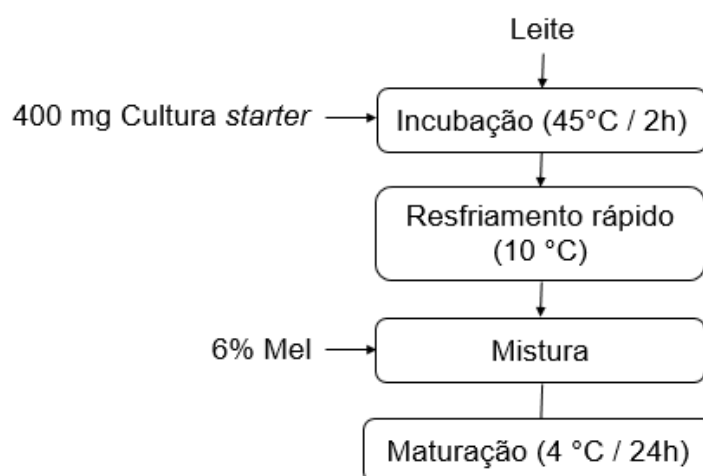 Leite
400 mg Cultura starter
Incubação (45°C / 2h)
Resfriamento rápido
(10 °C)
6% Mel
Mistura
Maturação (4 °C / 24h)